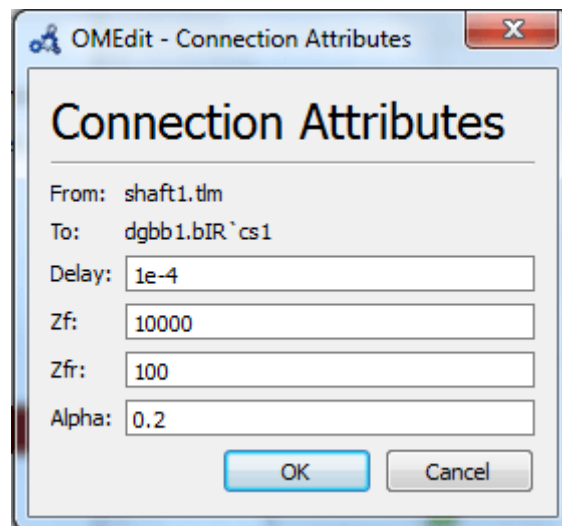 OMEdit - Connection Attributes
Connection Attributes
From: shaft1.tlm
To: dgbb1.bIR`cs1
Delay: 1e-4
Zf: 10000
Zfr: 100
Alpha: 0.2
OK Cancel